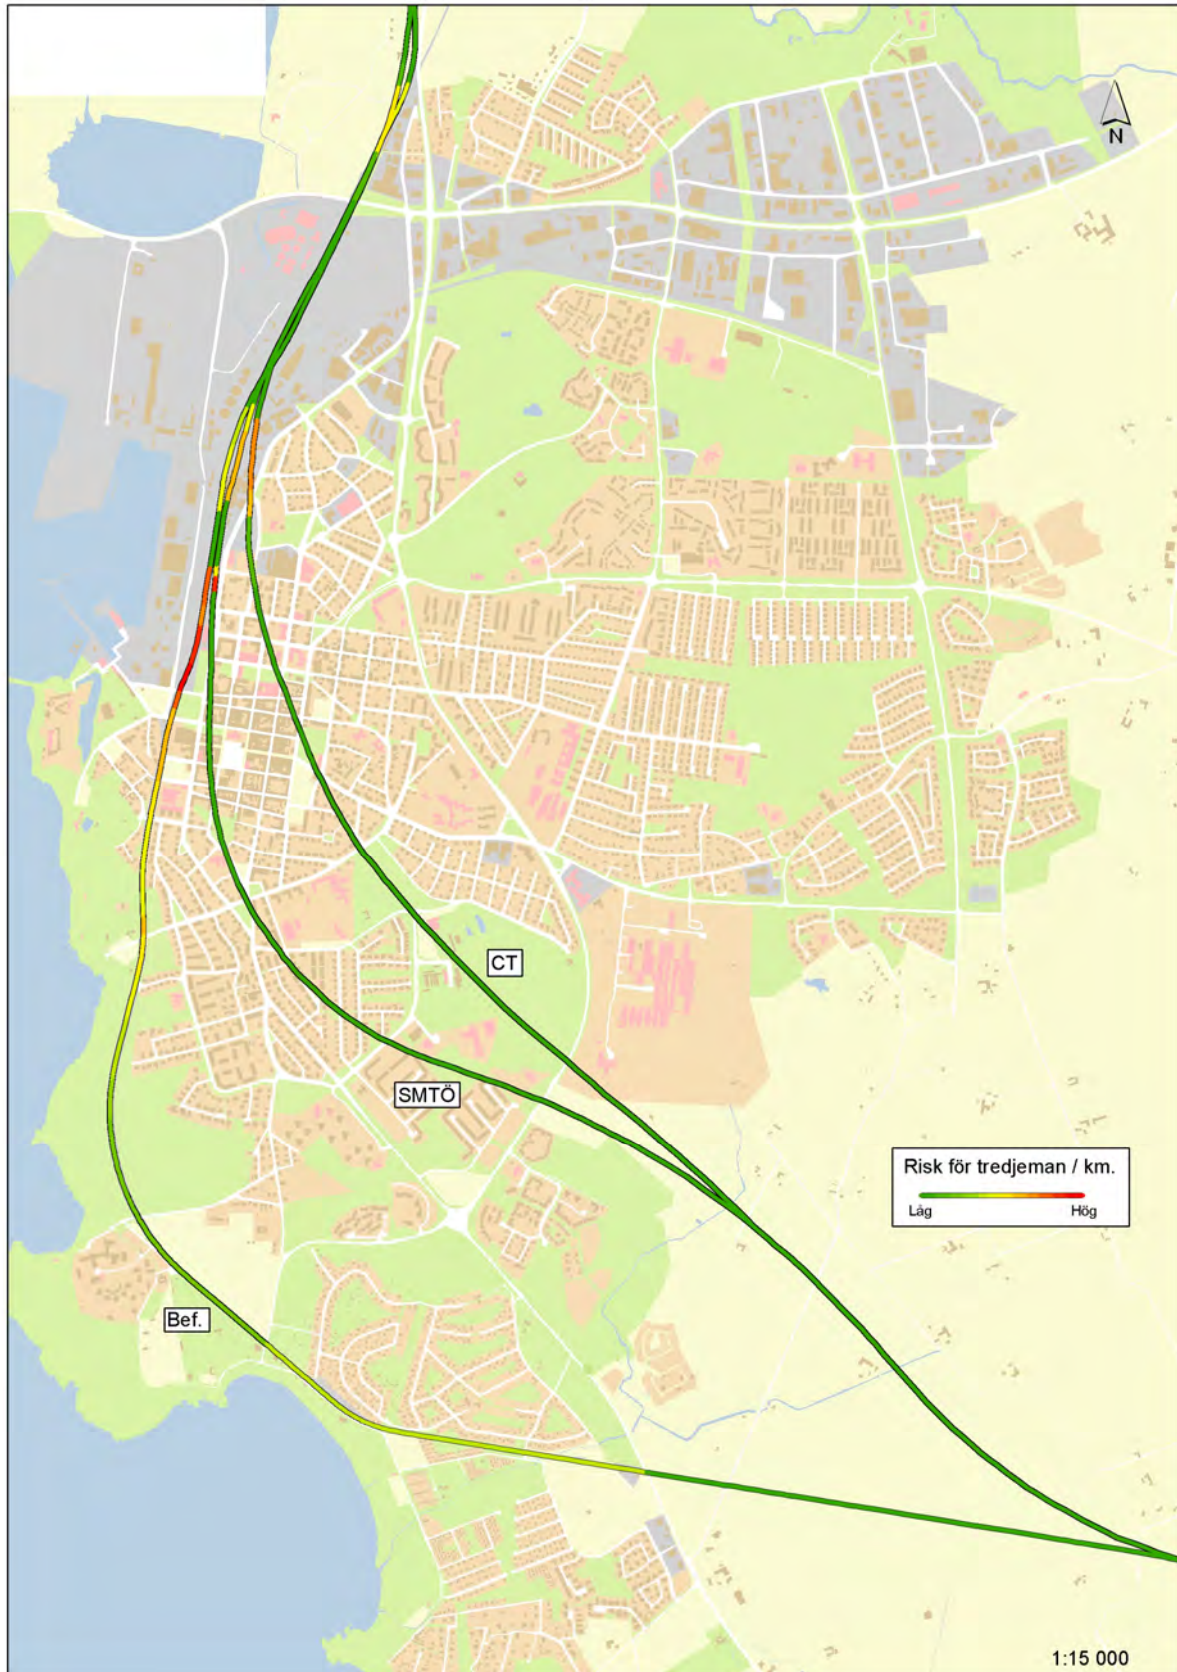 N
CT
SMTÖ
Risk för tredjeman / km.
Låg Hög
Bef.
1:15 000